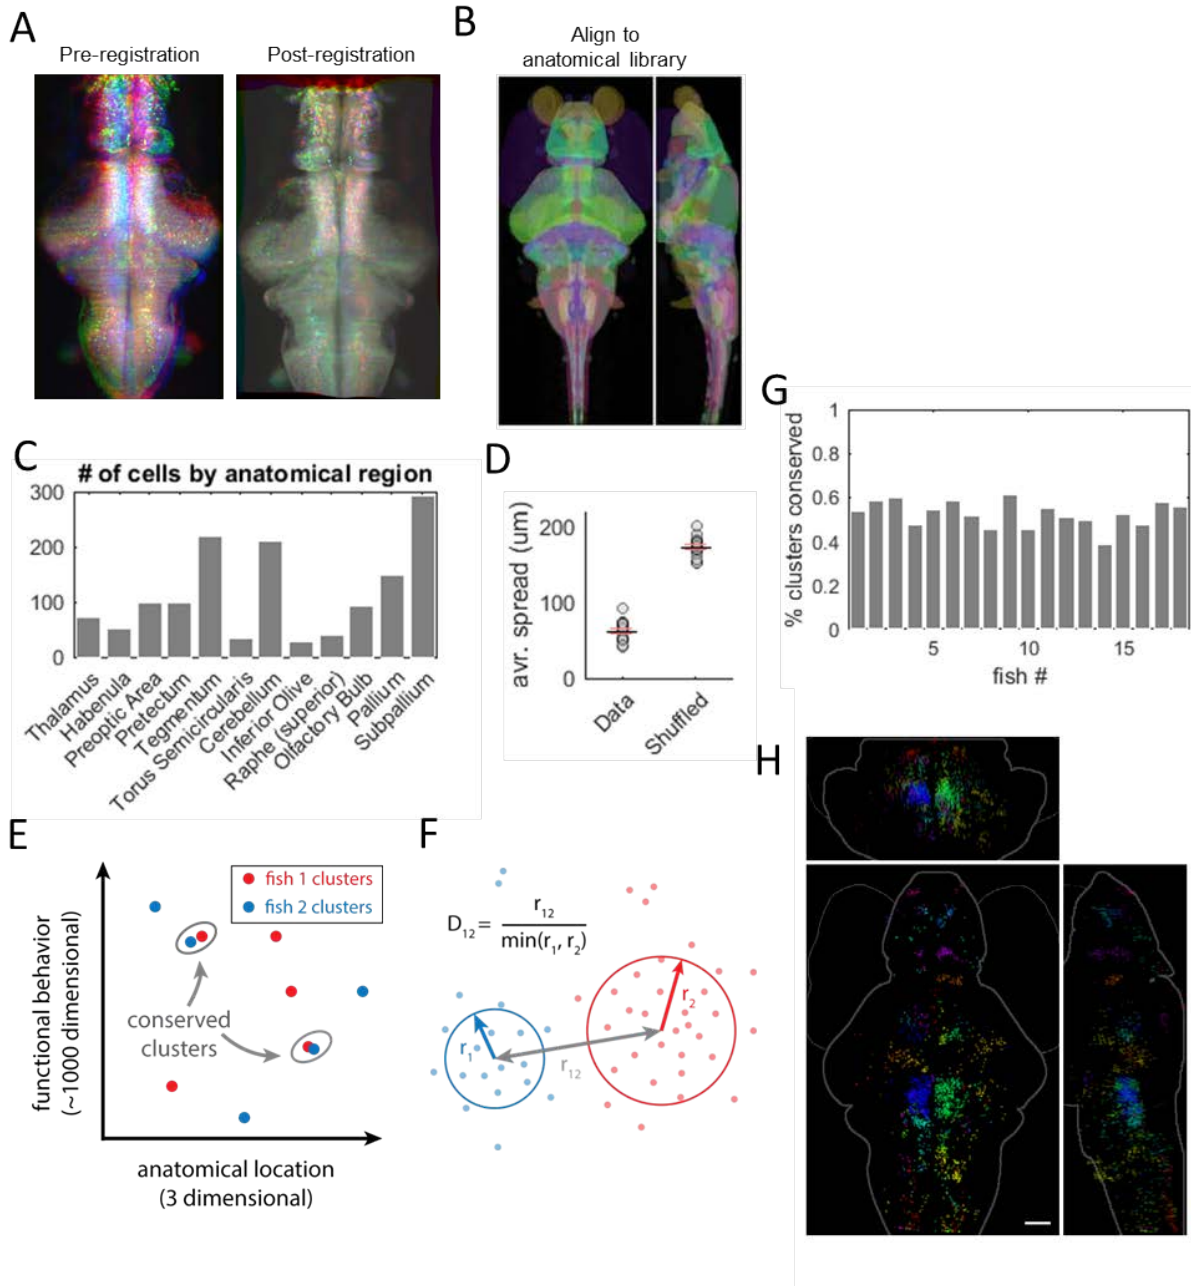 A
Pre-registration
Post-registration
B
Align to
anatomical library
C
# of cells by anatomical region
300
200
100
0
Thalamus
Habenula
Preoptic Area
Pretectum
Tegmentum
Torus Semicircularis
Cerebellum
Inferior Olive
Raphe (superior)
Olfactory Bulb
Pallium
Subpallium
D
avr. spread (um)
200
100
0
Data
Shuffled
G
% clusters conserved
1
0.8
0.6
0.4
0.2
0
5
10
15
fish #
E
functional behavior
(~1000 dimensional)
fish 1 clusters
fish 2 clusters
conserved
clusters
anatomical location
(3 dimensional)
F
D12= r12
min(r1, r2)
r1
r2
r12
H